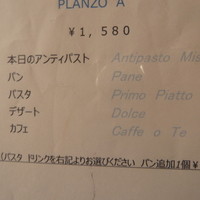 PLANZO A
¥1,580
本日のアンティパスト Antipasto Mis
パン Pane
パスタ Primo Piatto
デザート Dolce
カフェ Caffe o Te
(パスタ ドリンクを右記よりお選びください パン追加1個¥